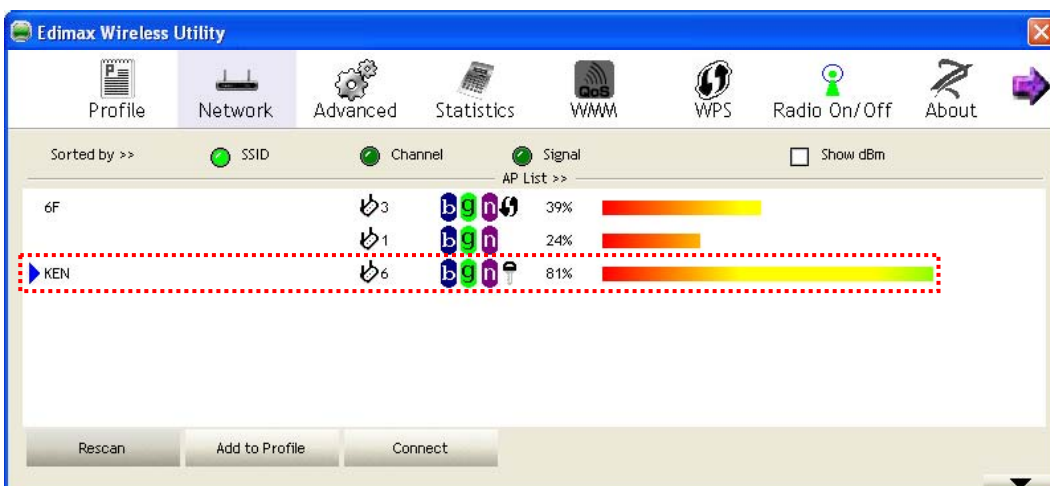 Edimax Wireless Utility
Profile Network Advanced Statistics QoS WMM WPS Radio On/Off About
Sorted by >> SSID Channel Signal Show dBm
AP List >>
6F 3 b g n 39%
1 b g n 24%
KEN 6 b g n 81%
Rescan Add to Profile Connect